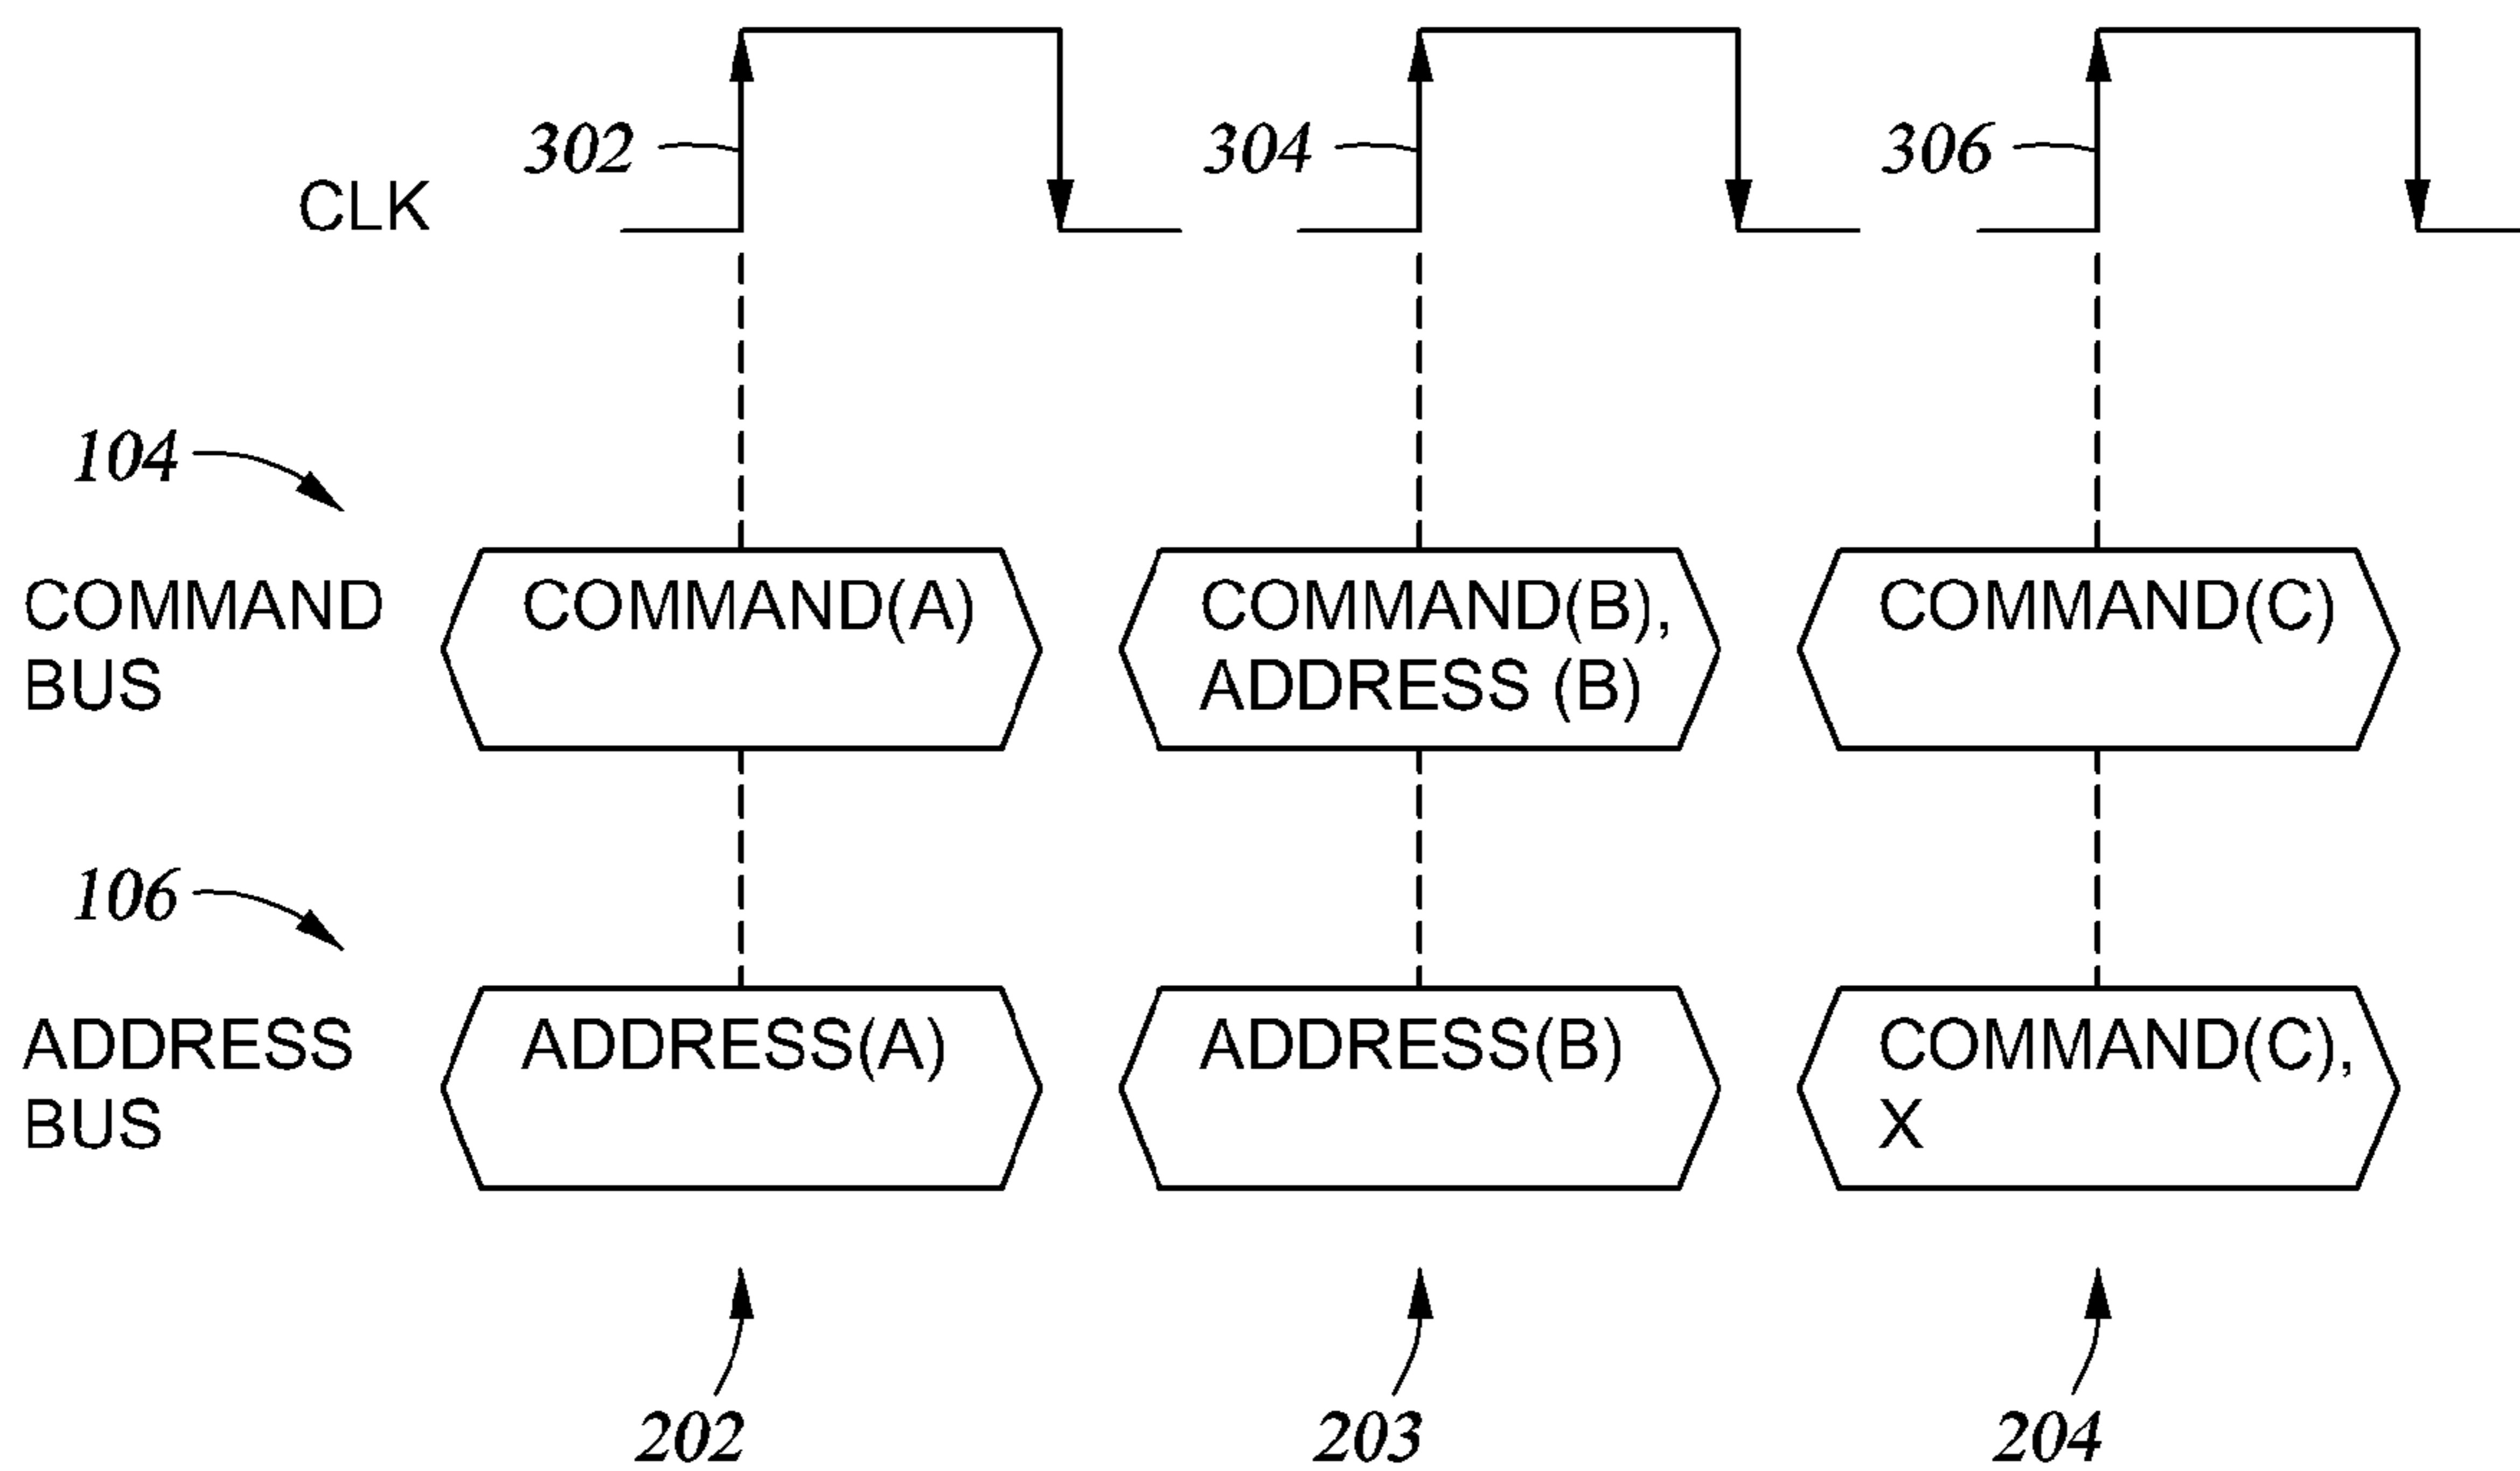 302
304
306
CLK
104
COMMAND
BUS
COMMAND(A)
COMMAND(B),
ADDRESS (B)
COMMAND(C)
106
ADDRESS
BUS
ADDRESS(A)
ADDRESS(B)
COMMAND(C),
X
202
203
204